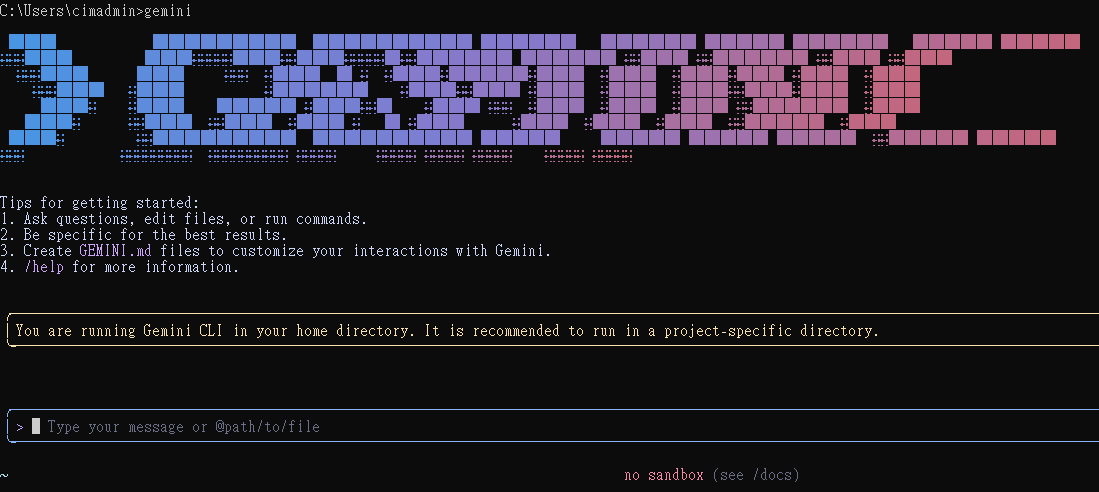 C:\Users\cimadmin>gemini
> GEMINI
Tips for getting started:
1. Ask questions, edit files, or run commands.
2. Be specific for the best results.
3. Create GEMINI.md files to customize your interactions with Gemini.
4. /help for more information.
You are running Gemini CLI in your home directory. It is recommended to run in a project-specific directory.
> Type your message or @path/to/file
~ no sandbox (see /docs)